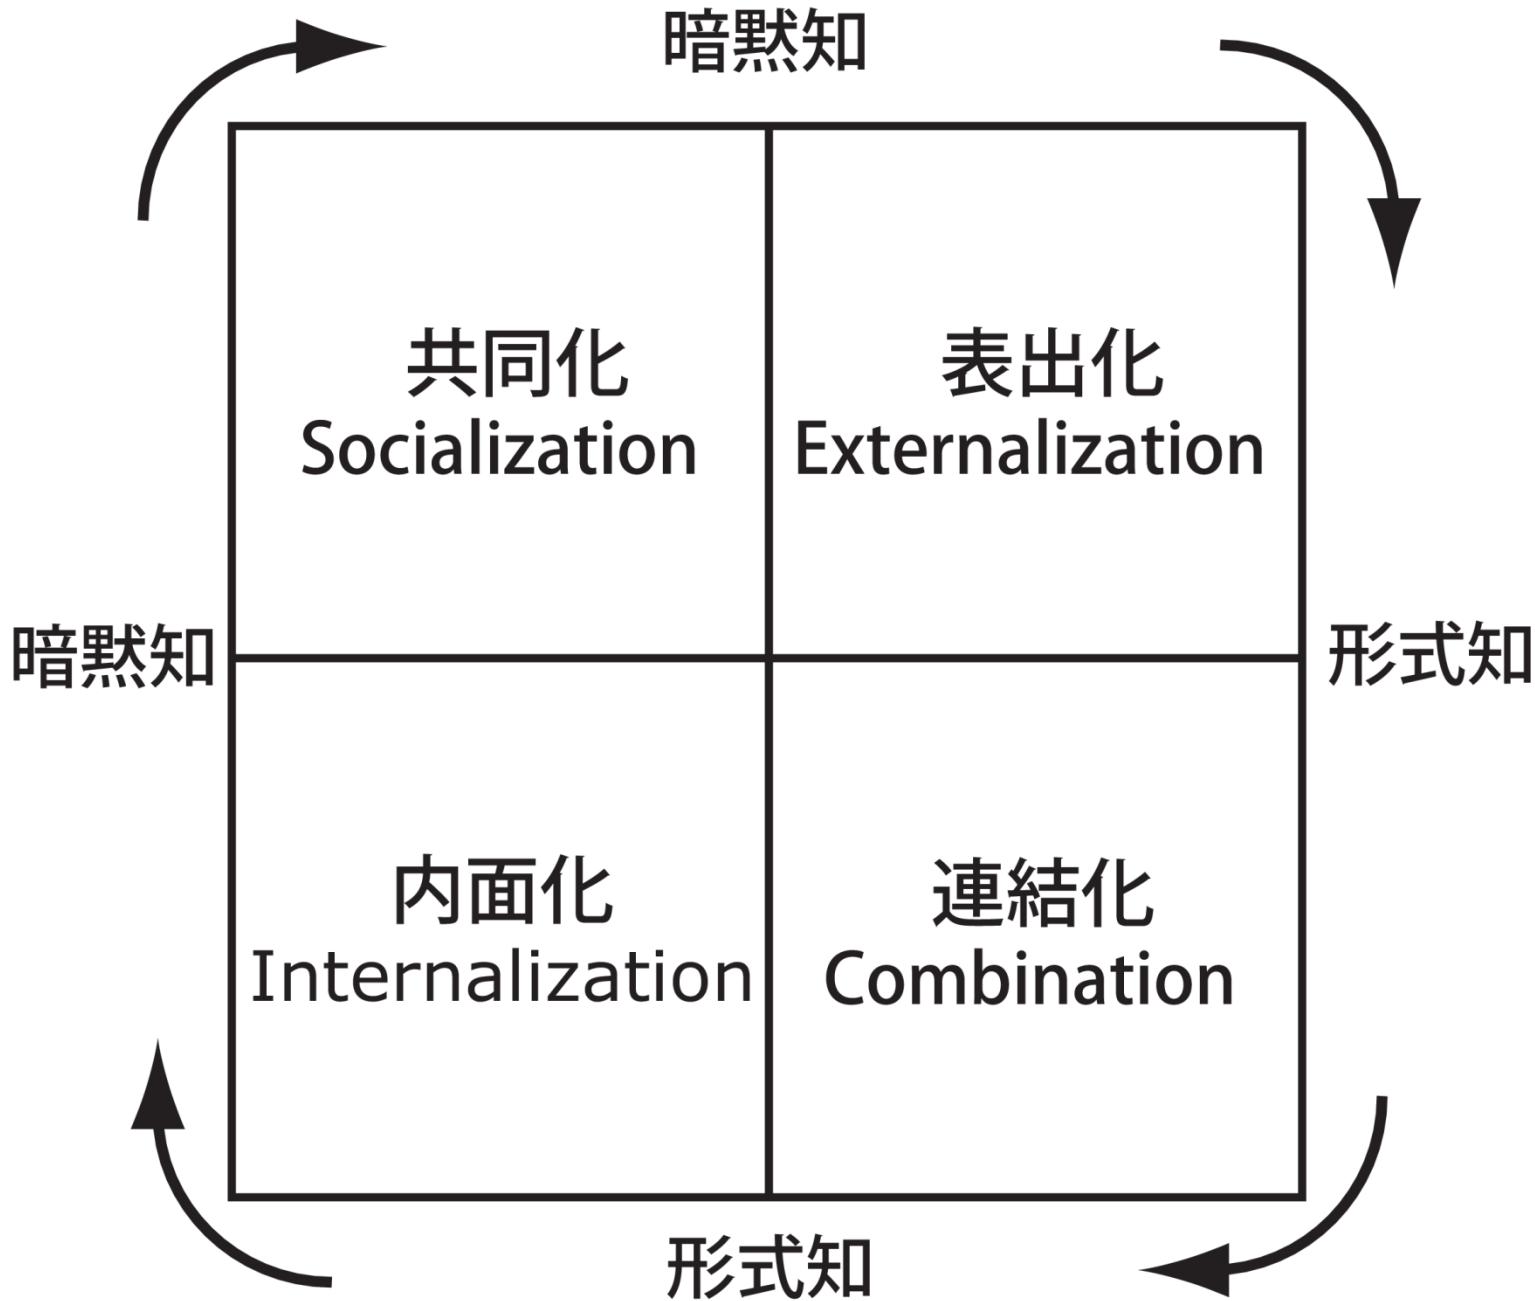 暗黙知
共同化
Socialization
表出化
Externalization
暗黙知
形式知
内面化
Internalization
連結化
Combination
形式知